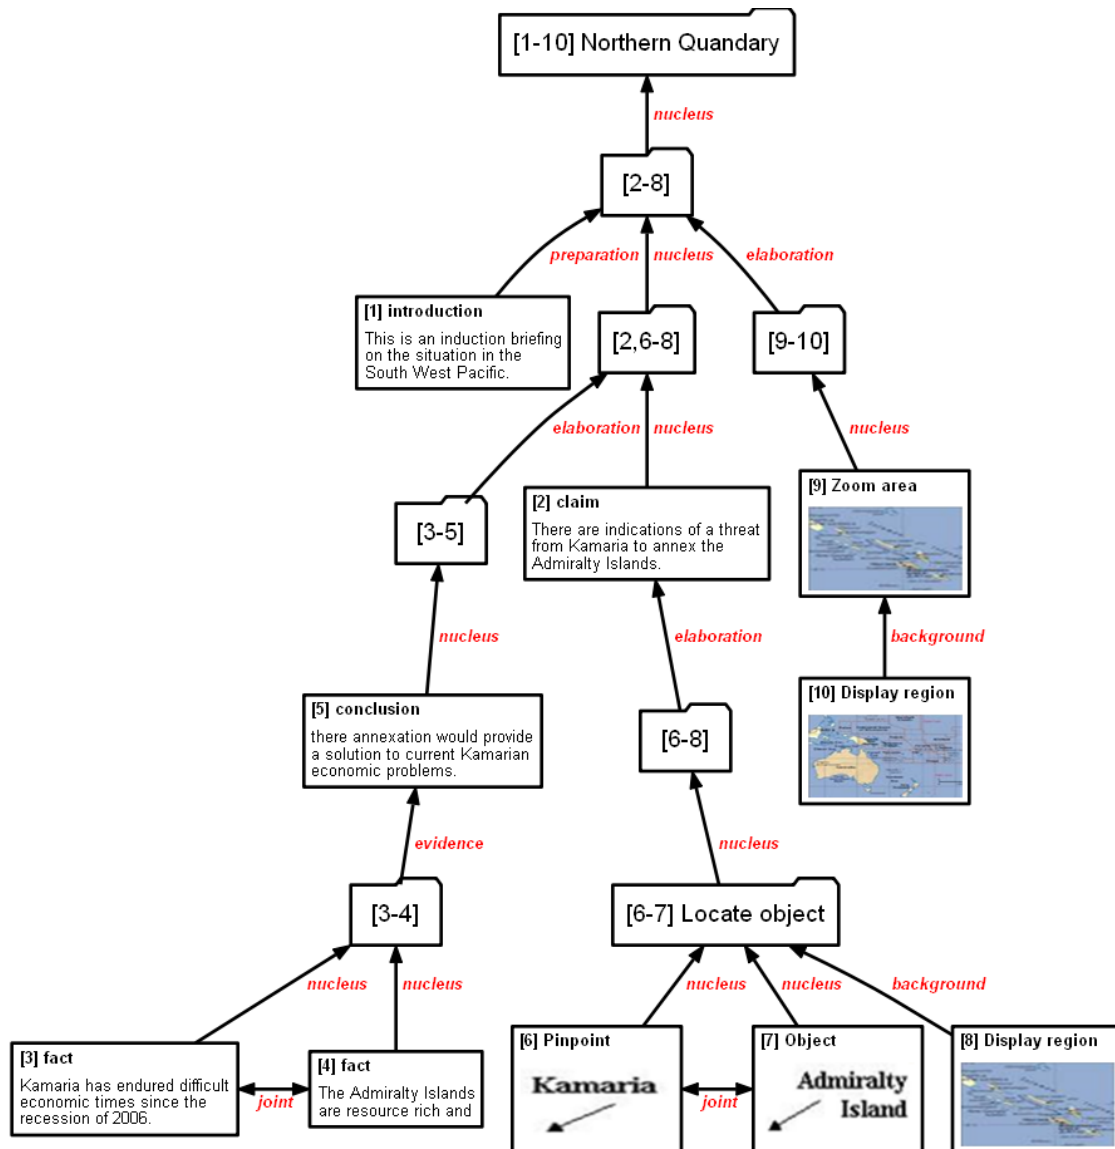 [1-10] Northern Quandary
nucleus
[2-8]
preparation
nucleus
elaboration
[1] introduction
This is an induction briefing
on the situation in the
South West Pacific.
[2,6-8]
[9-10]
elaboration
nucleus
nucleus
[3-5]
[2] claim
There are indications of a threat
from Kamaria to annex the
Admiralty Islands.
[9] Zoom area
nucleus
elaboration
background
[5] conclusion
there annexation would provide
a solution to current Kamarian
economic problems.
[6-8]
[10] Display region
evidence
nucleus
[3-4]
[6-7] Locate object
nucleus
nucleus
nucleus
nucleus
background
[3] fact
Kamaria has endured difficult
economic times since the
recession of 2006.
joint
[4] fact
The Admiralty Islands
are resource rich and
[6] Pinpoint
Kamaria
joint
[7] Object
Admiralty
Island
[8] Display region